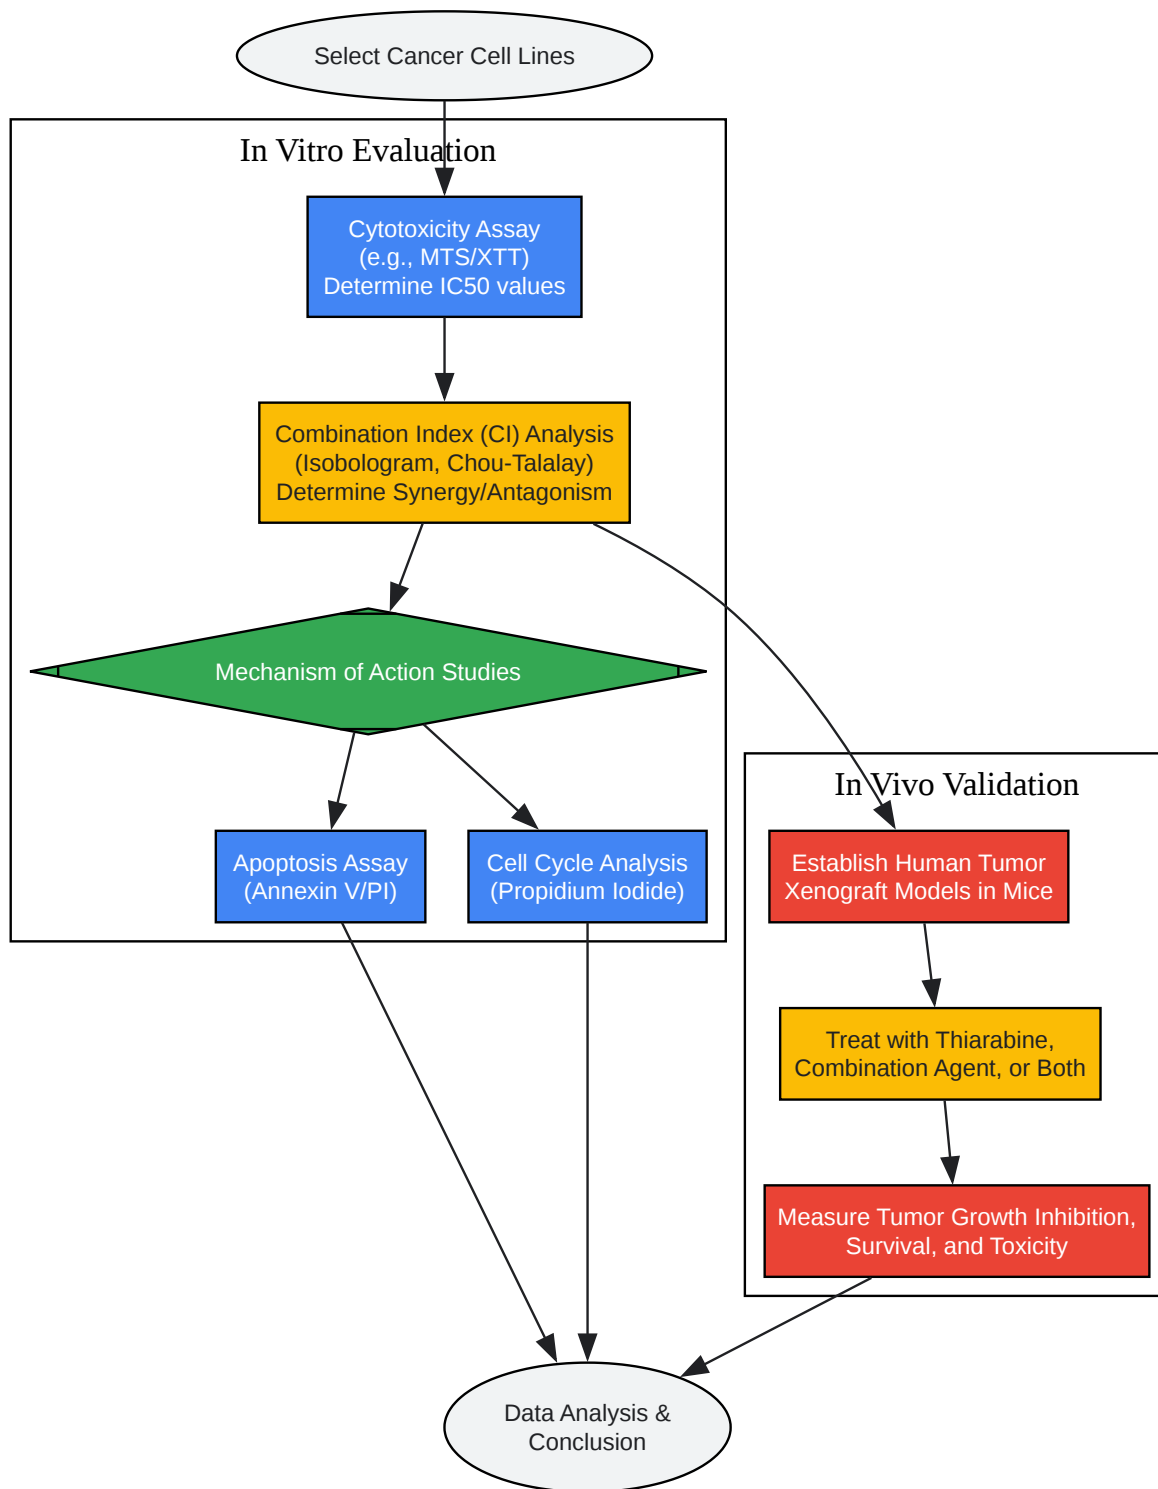 Select Cancer Cell Lines
In Vitro Evaluation
Cytotoxicity Assay
(e.g., MTS/XTT)
Determine IC50 values
Combination Index (CI) Analysis
(Isobologram, Chou-Talalay)
Determine Synergy/Antagonism
Mechanism of Action Studies
Apoptosis Assay
(Annexin V/PI)
Cell Cycle Analysis
(Propidium Iodide)
In Vivo Validation
Establish Human Tumor
Xenograft Models in Mice
Treat with Thiarabine,
Combination Agent, or Both
Measure Tumor Growth Inhibition,
Survival, and Toxicity
Data Analysis &
Conclusion